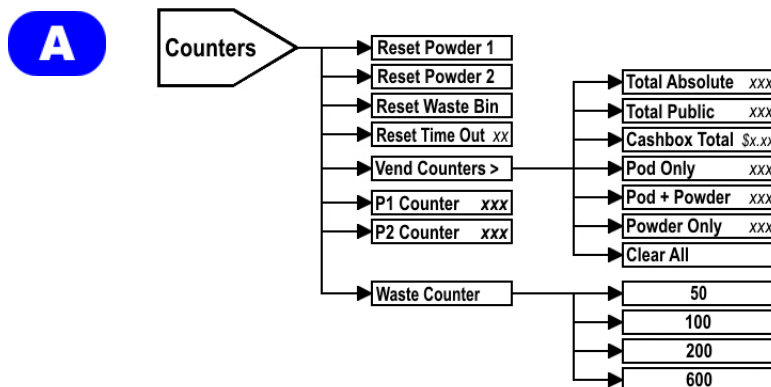 A
Counters
Reset Powder 1
Reset Powder 2
Reset Waste Bin
Reset Time Out xx
Vend Counters >
P1 Counter xxx
P2 Counter xxx
Waste Counter
Total Absolute xxx
Total Public xxx
Cashbox Total $x.xx
Pod Only xxx
Pod + Powder xxx
Powder Only xxx
Clear All
50
100
200
600